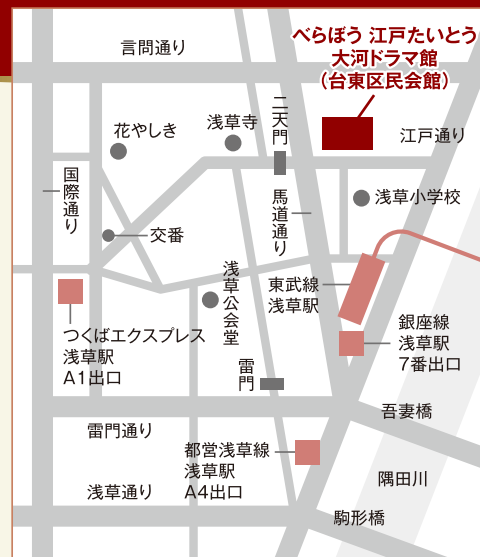 べらぼう 江戸たいとう
大河ドラマ館
（台東区民会館）
言問通り
二天門
花やしき
浅草寺
江戸通り
国際通り
馬道通り
浅草小学校
交番
浅草公会堂
東武線
浅草駅
つくばエクスプレス
浅草駅
A1出口
銀座線
浅草駅
7番出口
雷門
吾妻橋
雷門通り
都営浅草線
浅草駅
A4出口
隅田川
浅草通り
駒形橋